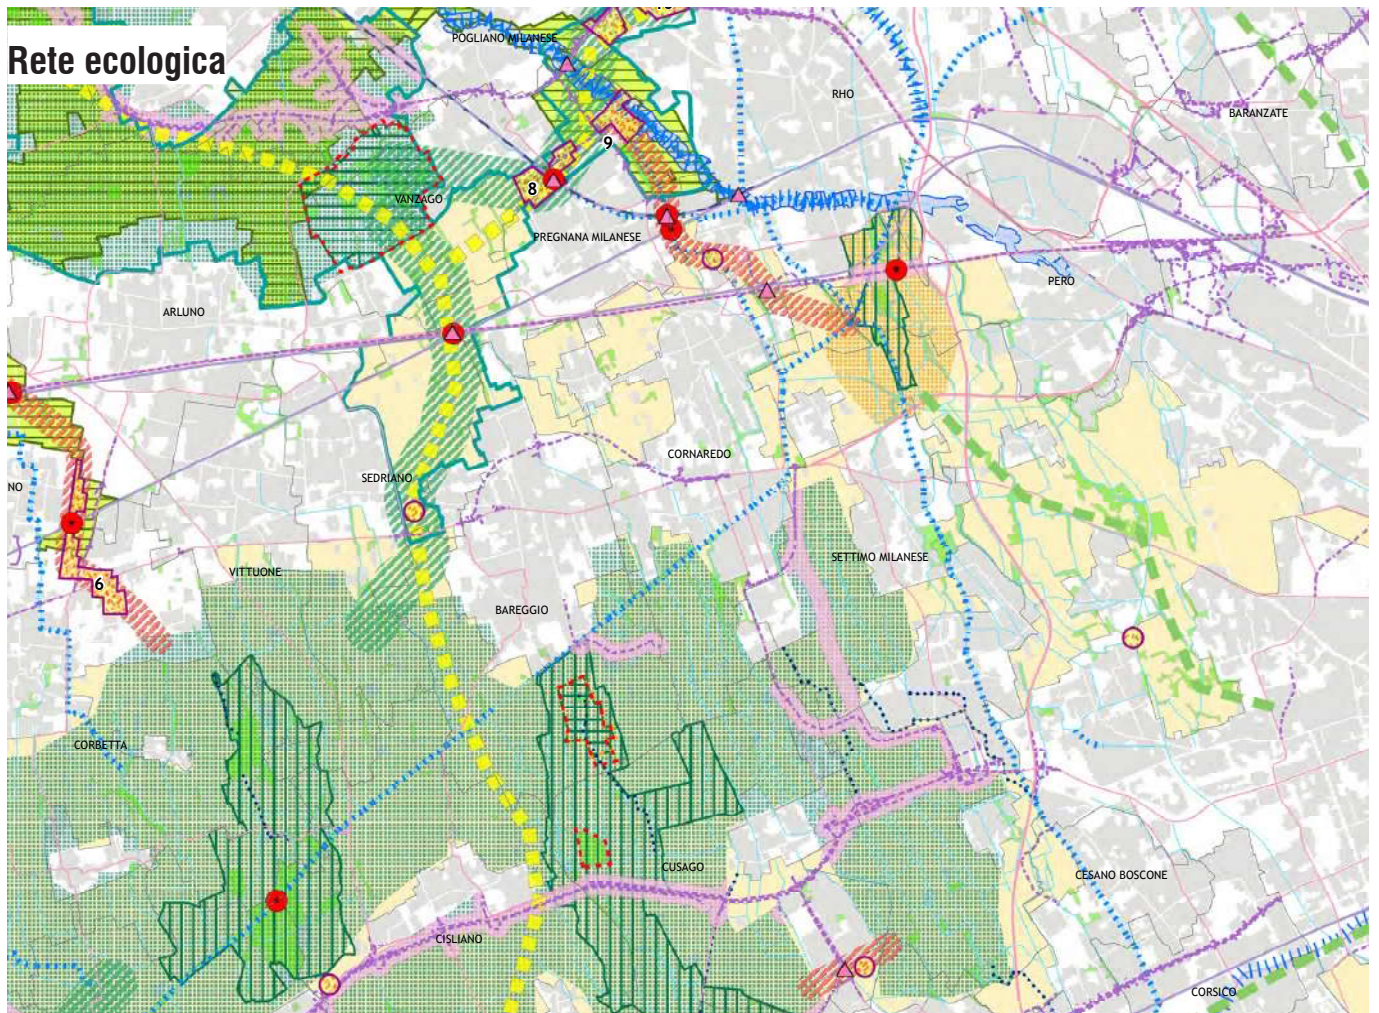 POGLIANO MILANESE
Rete ecologica
RHO
BARANZATE
9
8
VANZAGO
PREGNANA MILANESE
PERO
ARLUNO
CORNAREDO
SEDRIANO
NO
SETTIMO MILANESE
VITTUONE
6
BAREGGIO
CORBETTA
CUSAGO
CESANO BOSCONE
CISLIANO
CORSICO